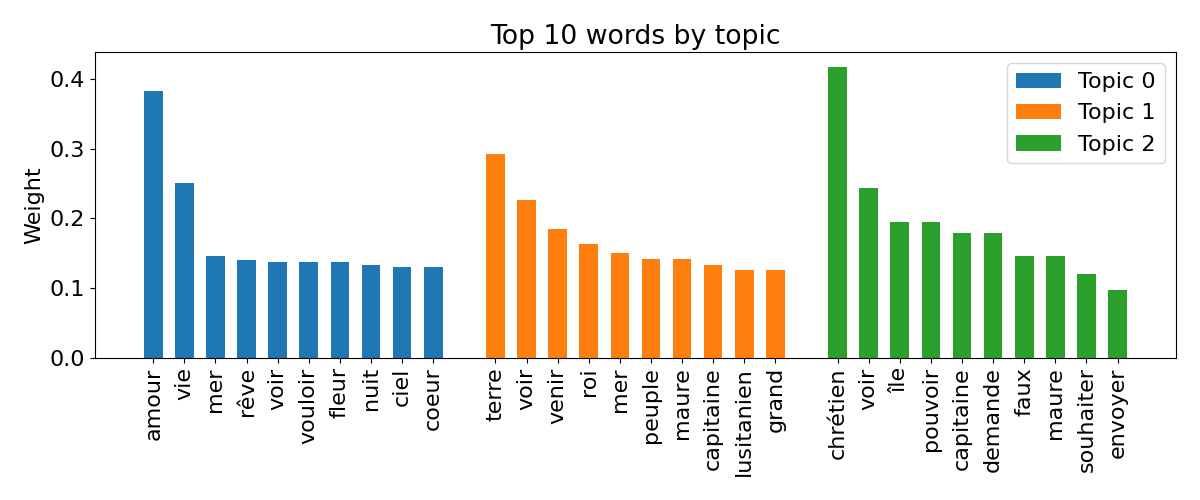 Top 10 words by topic
Weight
0.4
0.3
0.2
0.1
0.0
Topic 0
Topic 1
Topic 2
amour
vie
mer
rêve
voir
vouloir
fleur
nuit
ciel
coeur
terre
voir
venir
roi
mer
peuple
maure
capitaine
lusitanien
grand
chrétien
voir
île
pouvoir
capitaine
demande
faux
maure
souhaiter
envoyer